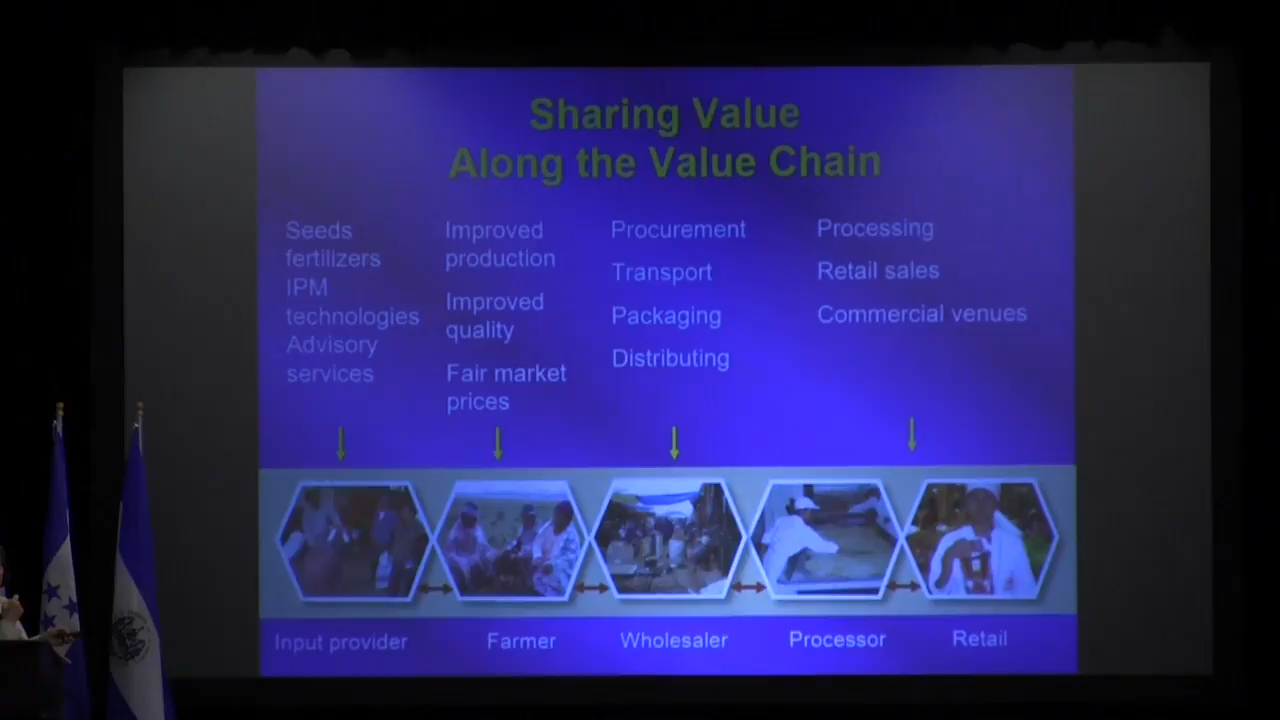 Sharing Value
Along the Value Chain
Seeds
fertilizers
IPM
technologies
Advisory
services
Improved
production
Improved
quality
Fair market
prices
Procurement
Transport
Packaging
Distributing
Processing
Retail sales
Commercial venues
Input provider
Farmer
Wholesaler
Processor
Retail